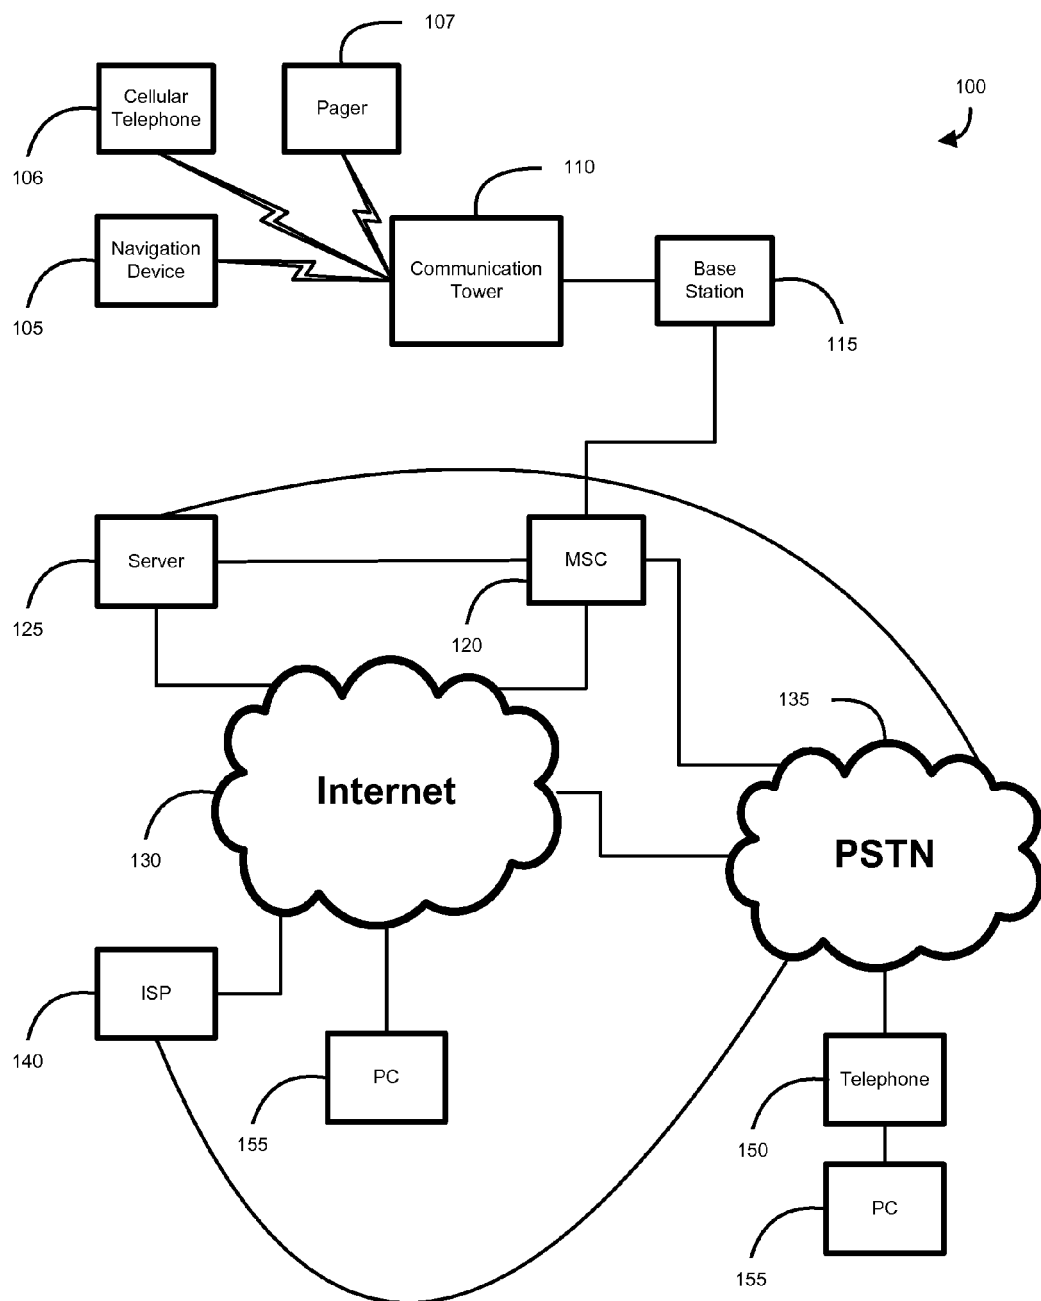 107
Cellular
Telephone
Pager
100
106
110
Navigation
Device
Communication
Tower
Base
Station
105
115
Server
MSC
125
120
135
Internet
130
PSTN
ISP
140
PC
Telephone
155
150
PC
155